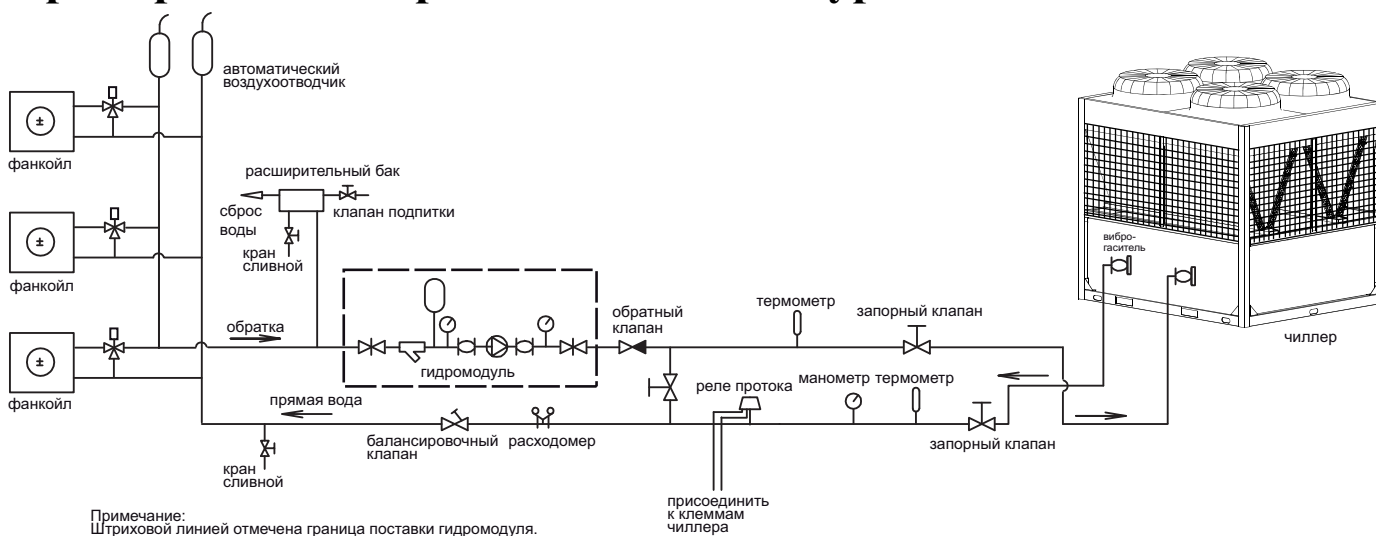 автоматический
воздухоотводчик
фанкойл
расширительный бак
сброс
воды
клапан подпитки
кран
сливной
фанкойл
вибро-
гаситель
обратка
обратный
клапан
термометр
запорный клапан
чиллер
гидромодуль
фанкойл
прямая вода
реле протока
манометр термометр
балансировочный
клапан
расходомер
запорный клапан
кран
сливной
присоединить
к клеммам
чиллера
Примечание:
Штриховой линией отмечена граница поставки гидромодуля.